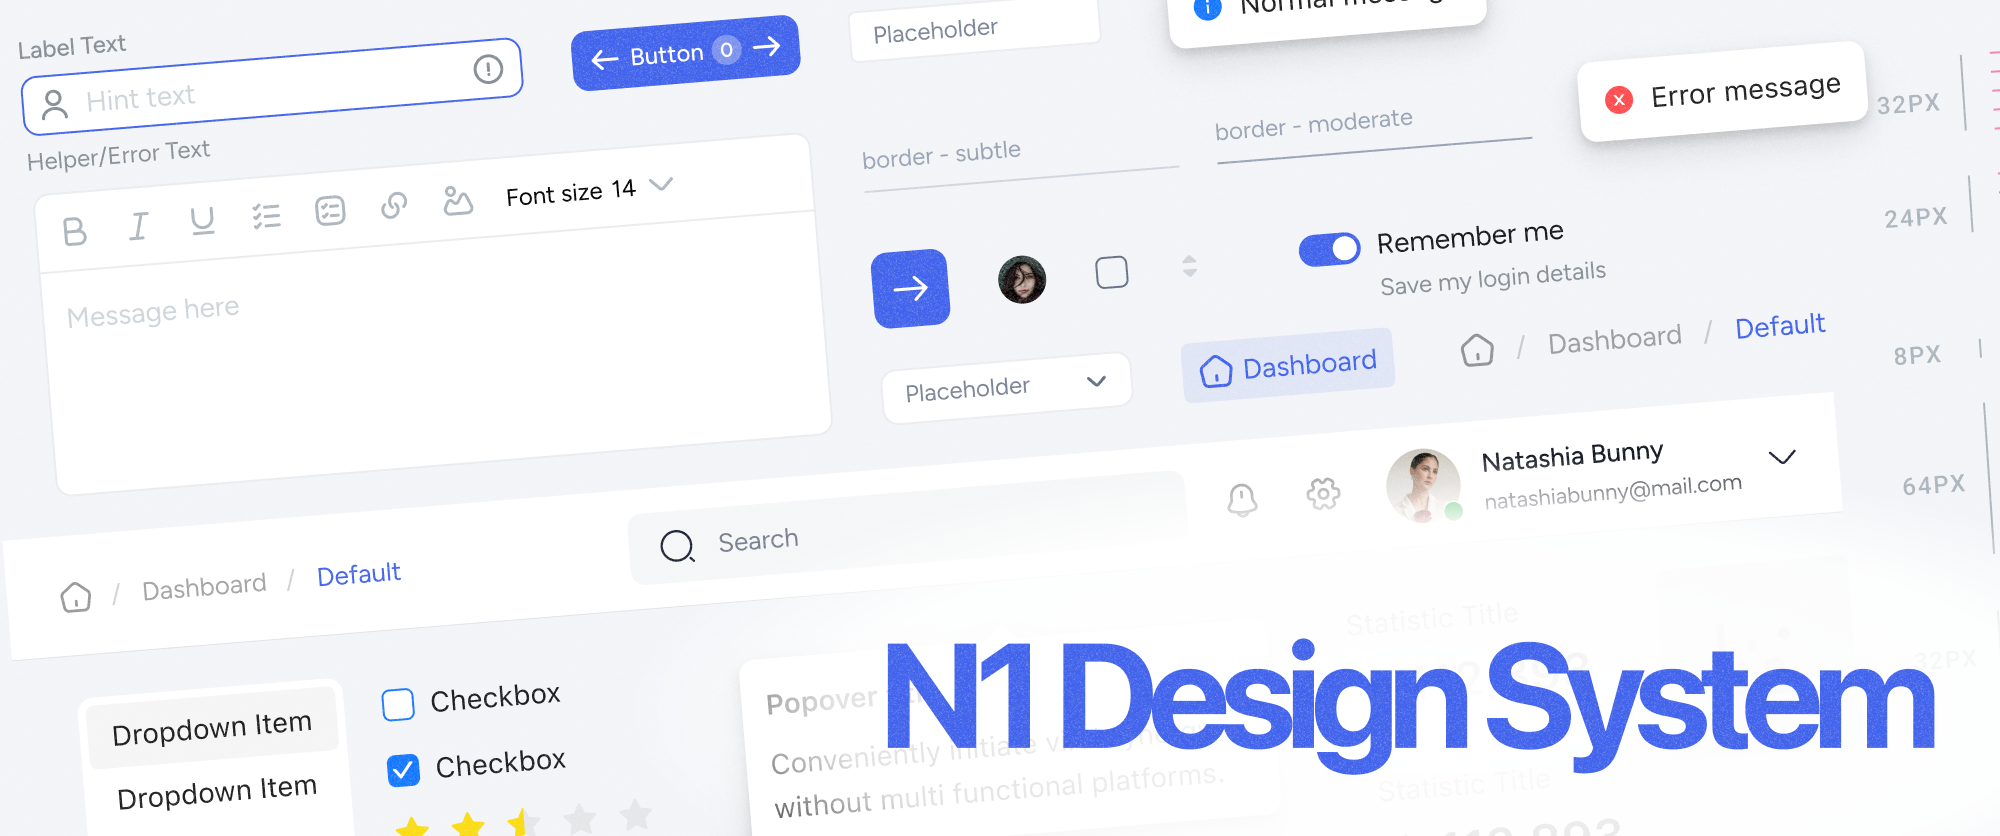 Label Text
Hint text
Helper/Error Text
Button 0
Placeholder
Error message
32PX
border - subtle
border - moderate
Font size 14
Message here
24PX
Remember me
Save my login details
Placeholder
Dashboard
/ Dashboard / Default
8PX
Natashia Bunny
natashiabunny@mail.com
64PX
/ Dashboard / Default
Search
Statistic Title
32PX
N1 Design System
Dropdown Item
Dropdown Item
Checkbox
Checkbox
Popover
Conveniently initiate
without multi functional platforms.
Statistic Title